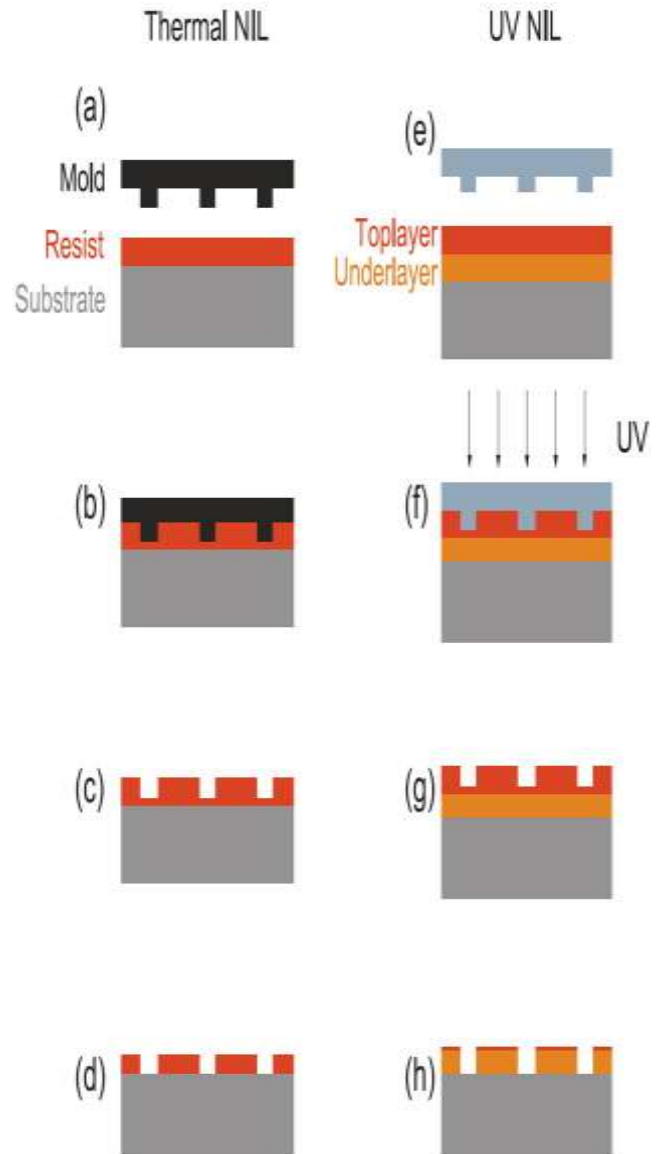 Thermal NIL
UV NIL
(a)
Mold
Resist
Substrate
(e)
Toplayer
Underlayer
UV
(b)
(f)
(c)
(g)
(d)
(h)